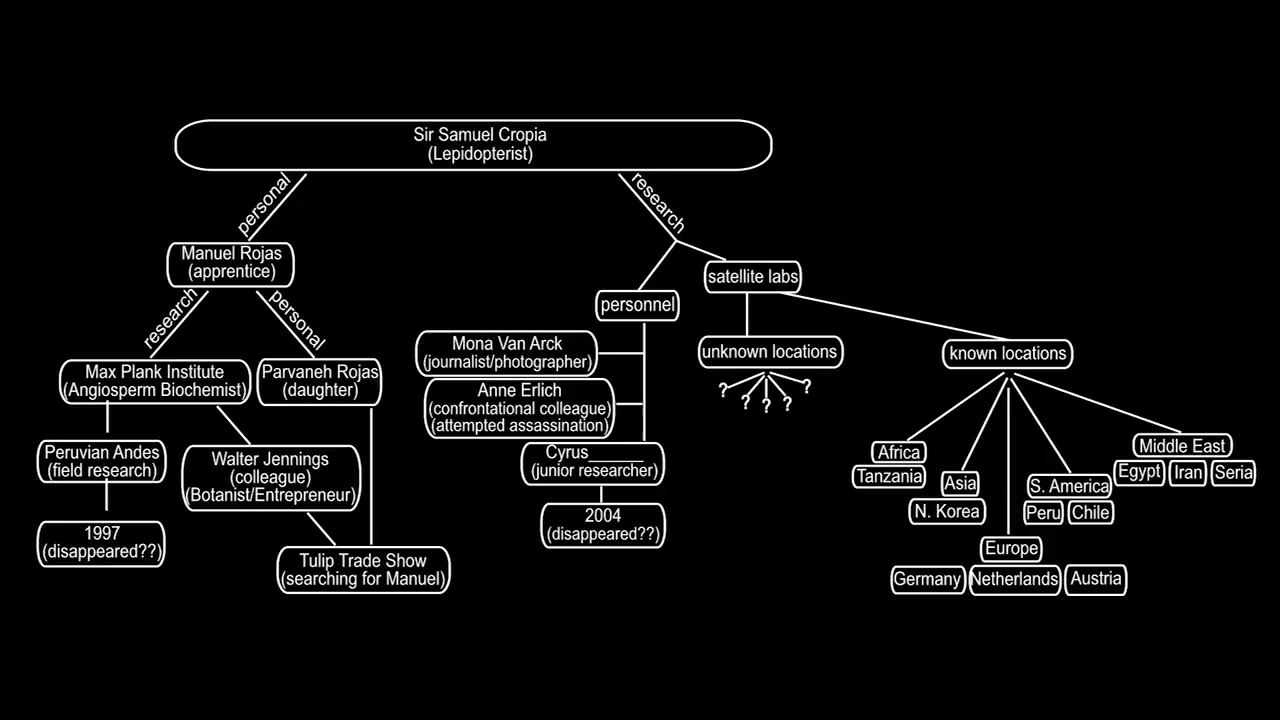 Sir Samuel Cropia
(Lepidopterist)
personal
research
Manuel Rojas
(apprentice)
research
personal
Max Plank Institute
(Angiosperm Biochemist)
Parvaneh Rojas
(daughter)
Peruvian Andes
(field research)
Walter Jennings
(colleague)
(Botanist/Entrepreneur)
1997
(disappeared??)
Tulip Trade Show
(searching for Manuel)
personnel
Mona Van Arck
(journalist/photographer)
Anne Erlich
(confrontational colleague)
(attempted assassination)
Cyrus______
(junior researcher)
2004
(disappeared??)
satellite labs
unknown locations
? ? ? ? ?
known locations
Africa
Tanzania
Asia
N. Korea
Europe
Germany
Netherlands
Austria
S. America
Peru
Chile
Middle East
Egypt
Iran
Seria